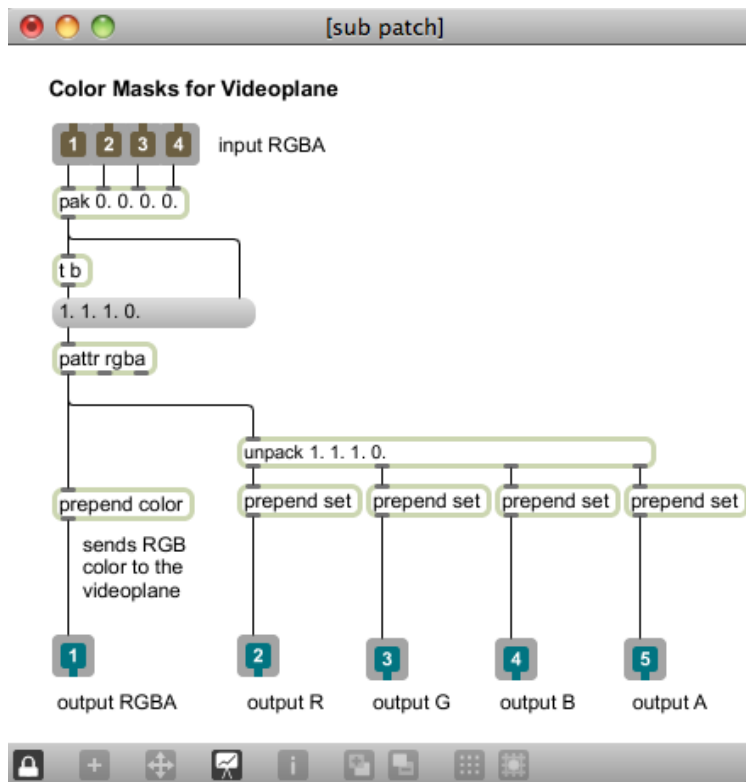 [sub patch]
Color Masks for Videoplane
1 2 3 4 input RGBA
pak 0. 0. 0. 0.
t b
1. 1. 1. 0.
pattr rgba
unpack 1. 1. 1. 0.
prepend color prepend set prepend set prepend set prepend set
sends RGB
color to the
videoplane
1 2 3 4 5
output RGBA output R output G output B output A